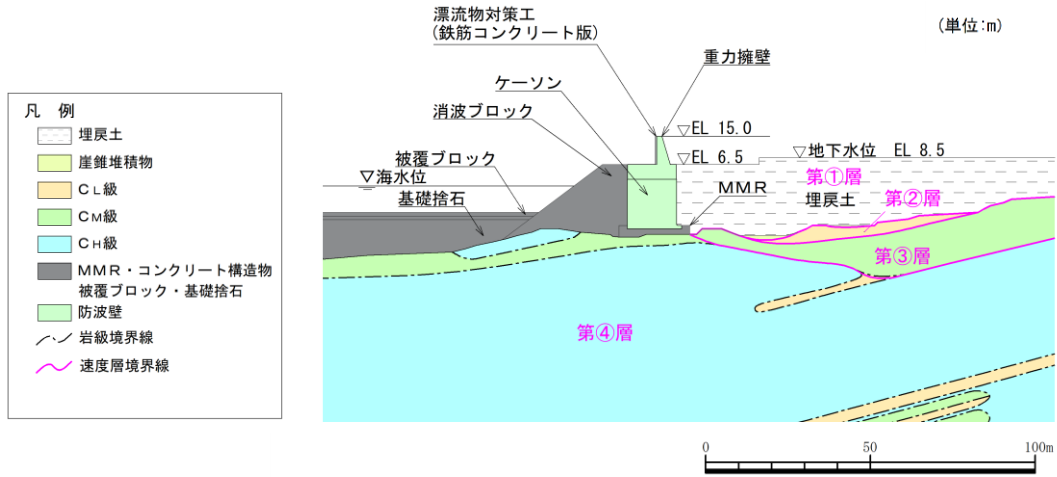 漂流物対策工
(鉄筋コンクリート版)
(単位:m)
重力擁壁
ケーソン
消波ブロック
▽EL 15.0
被覆ブロック
▽EL 6.5
▽地下水位 EL 8.5
▽海水位
基礎捨石
MMR
第①層
埋戻土
第②層
第③層
第④層
凡 例
埋戻土
崖錐堆積物
CL級
CM級
CH級
MMR・コンクリート構造物
被覆ブロック・基礎捨石
防波壁
岩級境界線
速度層境界線
0 50 100m